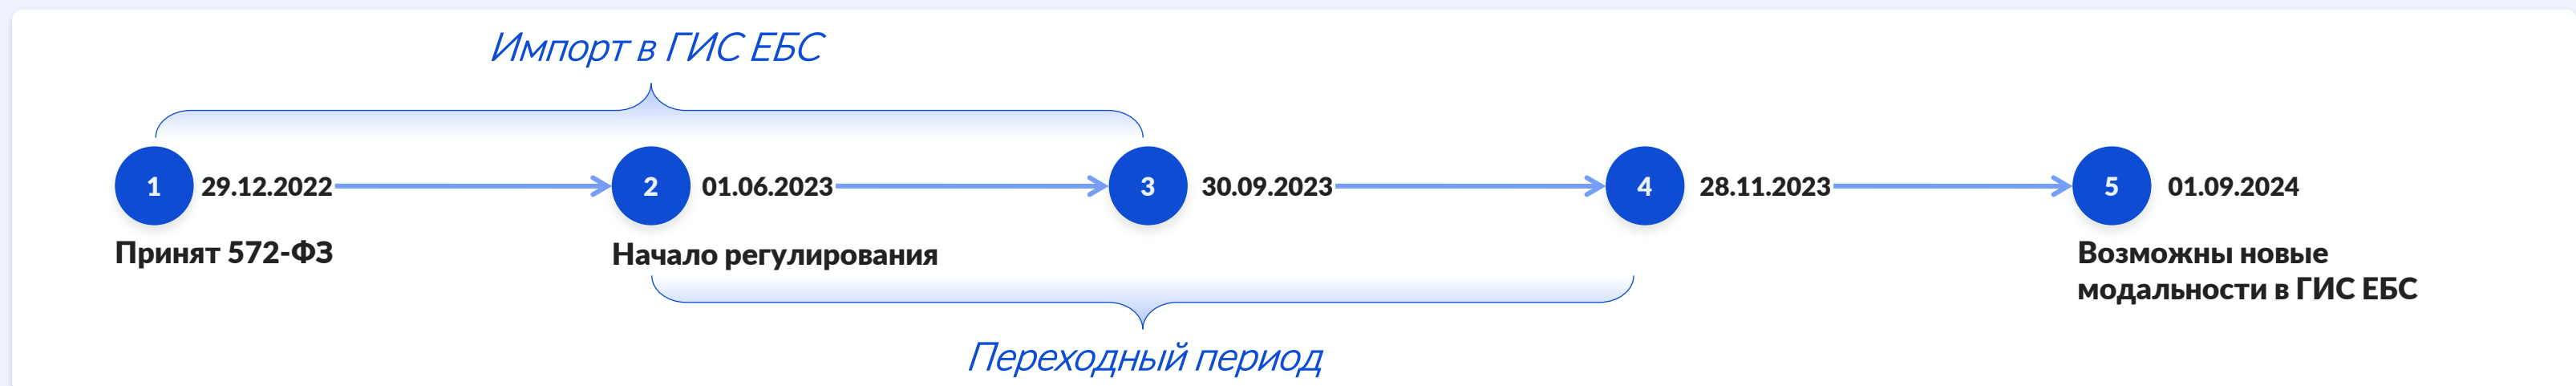 Импорт в ГИС ЕБС
1 29.12.2022 2 01.06.2023 3 30.09.2023 4 28.11.2023 5 01.09.2024
Принят 572-ФЗ
Начало регулирования
Возможны новые
модальности в ГИС ЕБС
Переходный период